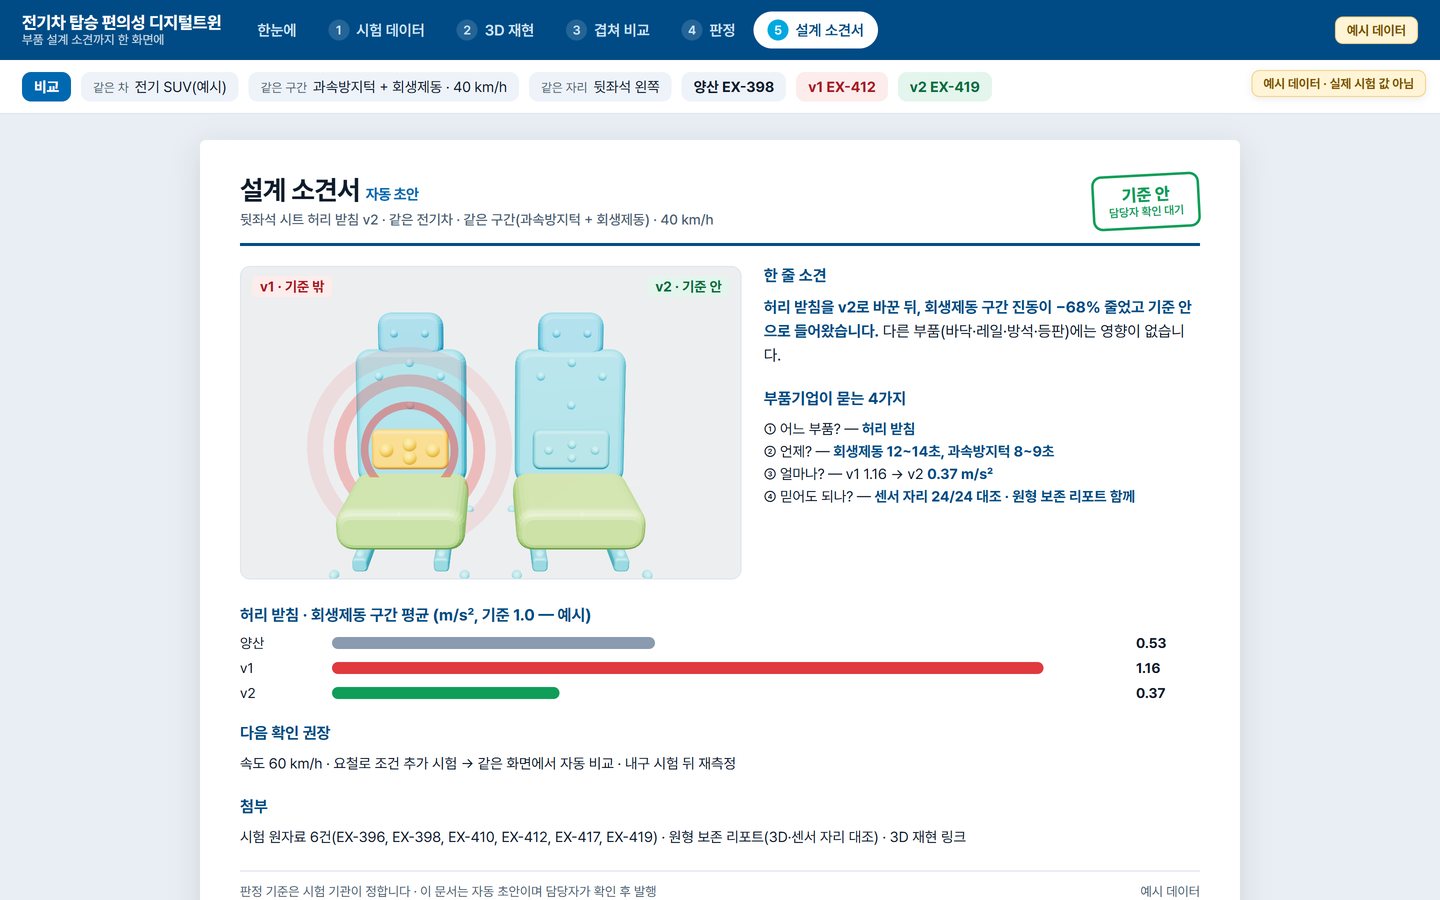 전기차 탑승 편의성 디지털트윈
부품 설계 소견까지 한 화면에
한눈에
1 시험 데이터
2 3D 재현
3 겹쳐 비교
4 판정
5 설계 소견서
예시 데이터
비교
같은 차 전기 SUV(예시)
같은 구간 과속방지턱 + 회생제동 · 40 km/h
같은 자리 뒷좌석 왼쪽
양산 EX-398
v1 EX-412
v2 EX-419
예시 데이터 · 실제 시험 값 아님
설계 소견서 자동 초안
뒷좌석 시트 허리 받침 v2 · 같은 전기차 · 같은 구간(과속방지턱 + 회생제동) · 40 km/h
기준 안
담당자 확인 대기
v1 · 기준 밖
v2 · 기준 안
한 줄 소견
허리 받침을 v2로 바꾼 뒤, 회생제동 구간 진동이 −68% 줄었고 기준 안
으로 들어왔습니다. 다른 부품(바닥·레일·방석·등판)에는 영향이 없습니
다.
부품기업이 묻는 4가지
① 어느 부품? — 허리 받침
② 언제? — 회생제동 12~14초, 과속방지턱 8~9초
③ 얼마나? — v1 1.16 → v2 0.37 m/s²
④ 믿어도 되나? — 센서 자리 24/24 대조 · 원형 보존 리포트 함께
허리 받침 · 회생제동 구간 평균 (m/s², 기준 1.0 — 예시)
양산 0.53
v1 1.16
v2 0.37
다음 확인 권장
속도 60 km/h · 요철로 조건 추가 시험 → 같은 화면에서 자동 비교 · 내구 시험 뒤 재측정
첨부
시험 원자료 6건(EX-396, EX-398, EX-410, EX-412, EX-417, EX-419) · 원형 보존 리포트(3D·센서 자리 대조) · 3D 재현 링크
판정 기준은 시험 기관이 정합니다 · 이 문서는 자동 초안이며 담당자가 확인 후 발행
예시 데이터